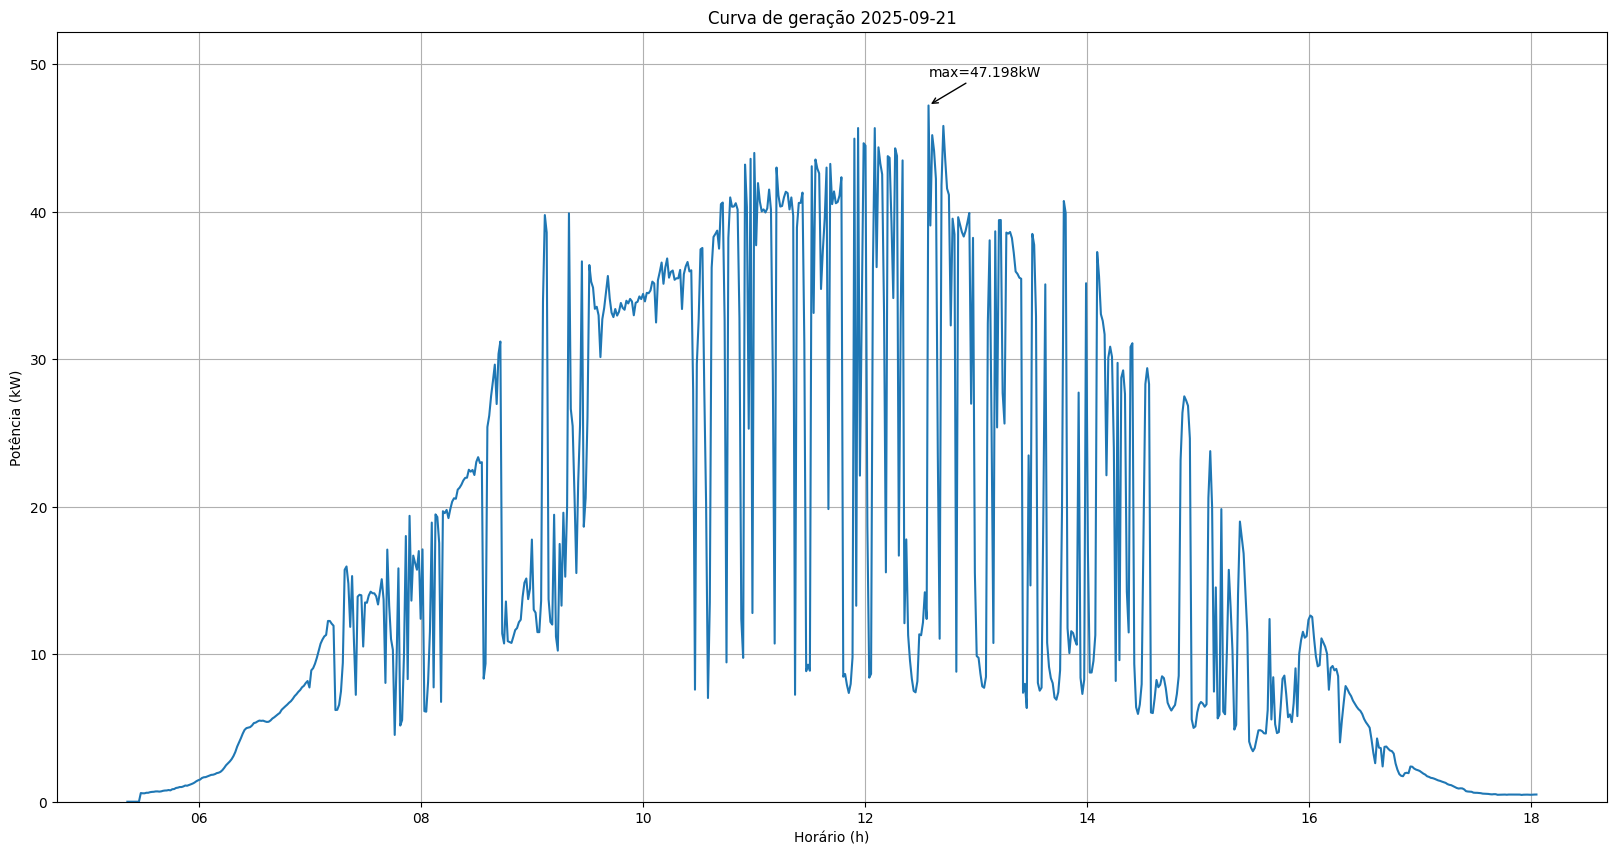 Curva de geração 2025-09-21
max=47.198kW
Potência (kW)
50
40
30
20
10
0
06 08 10 12 14 16 18
Horário (h)